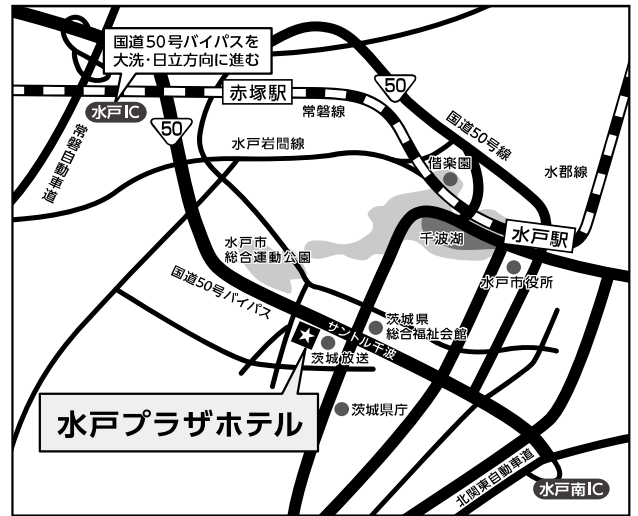 国道50号バイパスを
大洗・日立方向に進む
水戸IC
赤塚駅
50
50
常磐線
国道50号線
水戸岩間線
常磐自動車道
偕楽園
水郡線
水戸市
総合運動公園
千波湖
水戸駅
水戸市役所
国道50号バイパス
茨城県
総合福祉会館
サントル千波
茨城放送
水戸プラザホテル
茨城県庁
北関東自動車道
水戸南IC